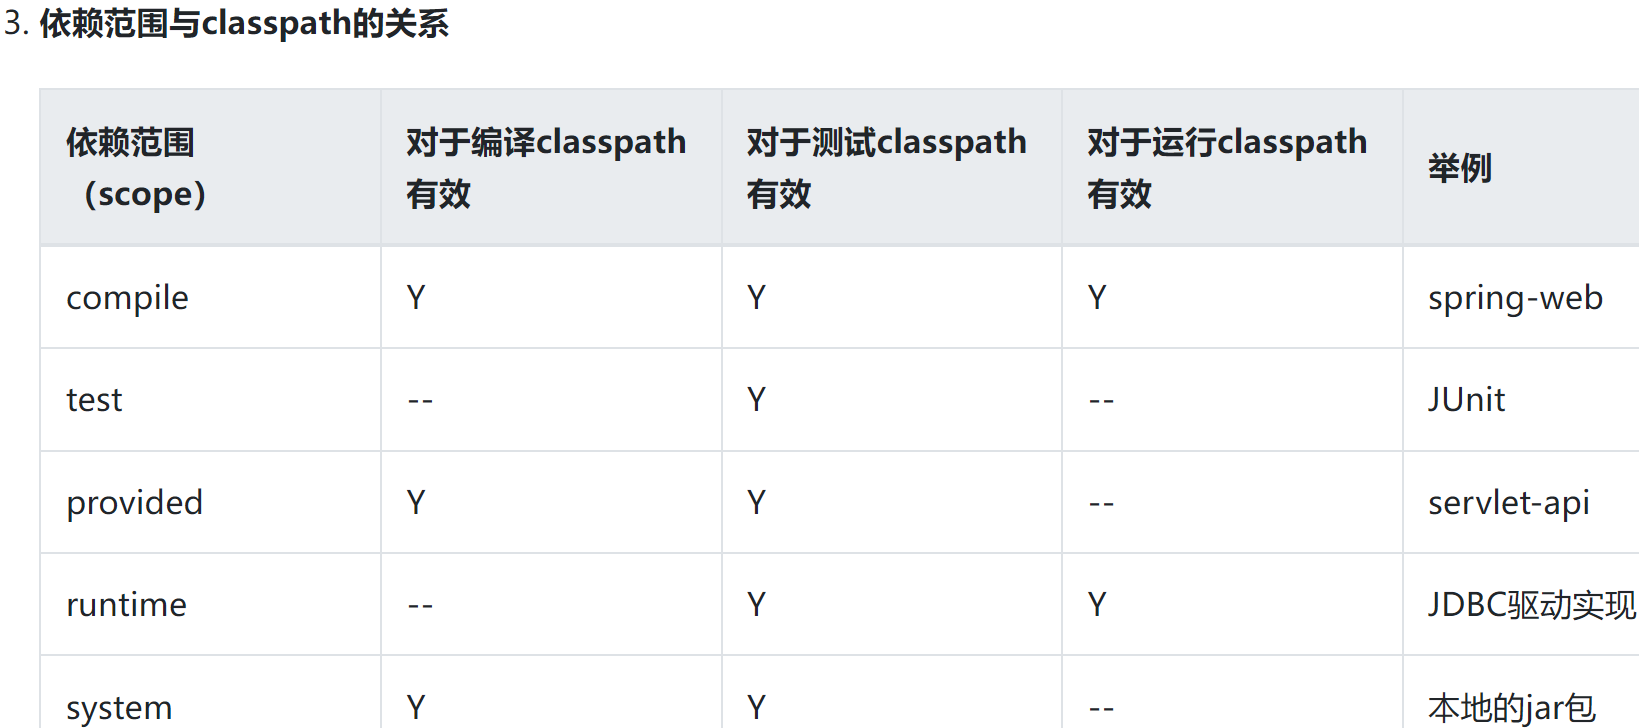 3. 依赖范围与classpath的关系
依赖范围 对于编译classpath 对于测试classpath 对于运行classpath 举例
（scope） 有效 有效 有效
compile Y Y Y spring-web
test -- Y -- JUnit
provided Y Y -- servlet-api
runtime -- Y Y JDBC驱动实现
system Y Y -- 本地的jar包